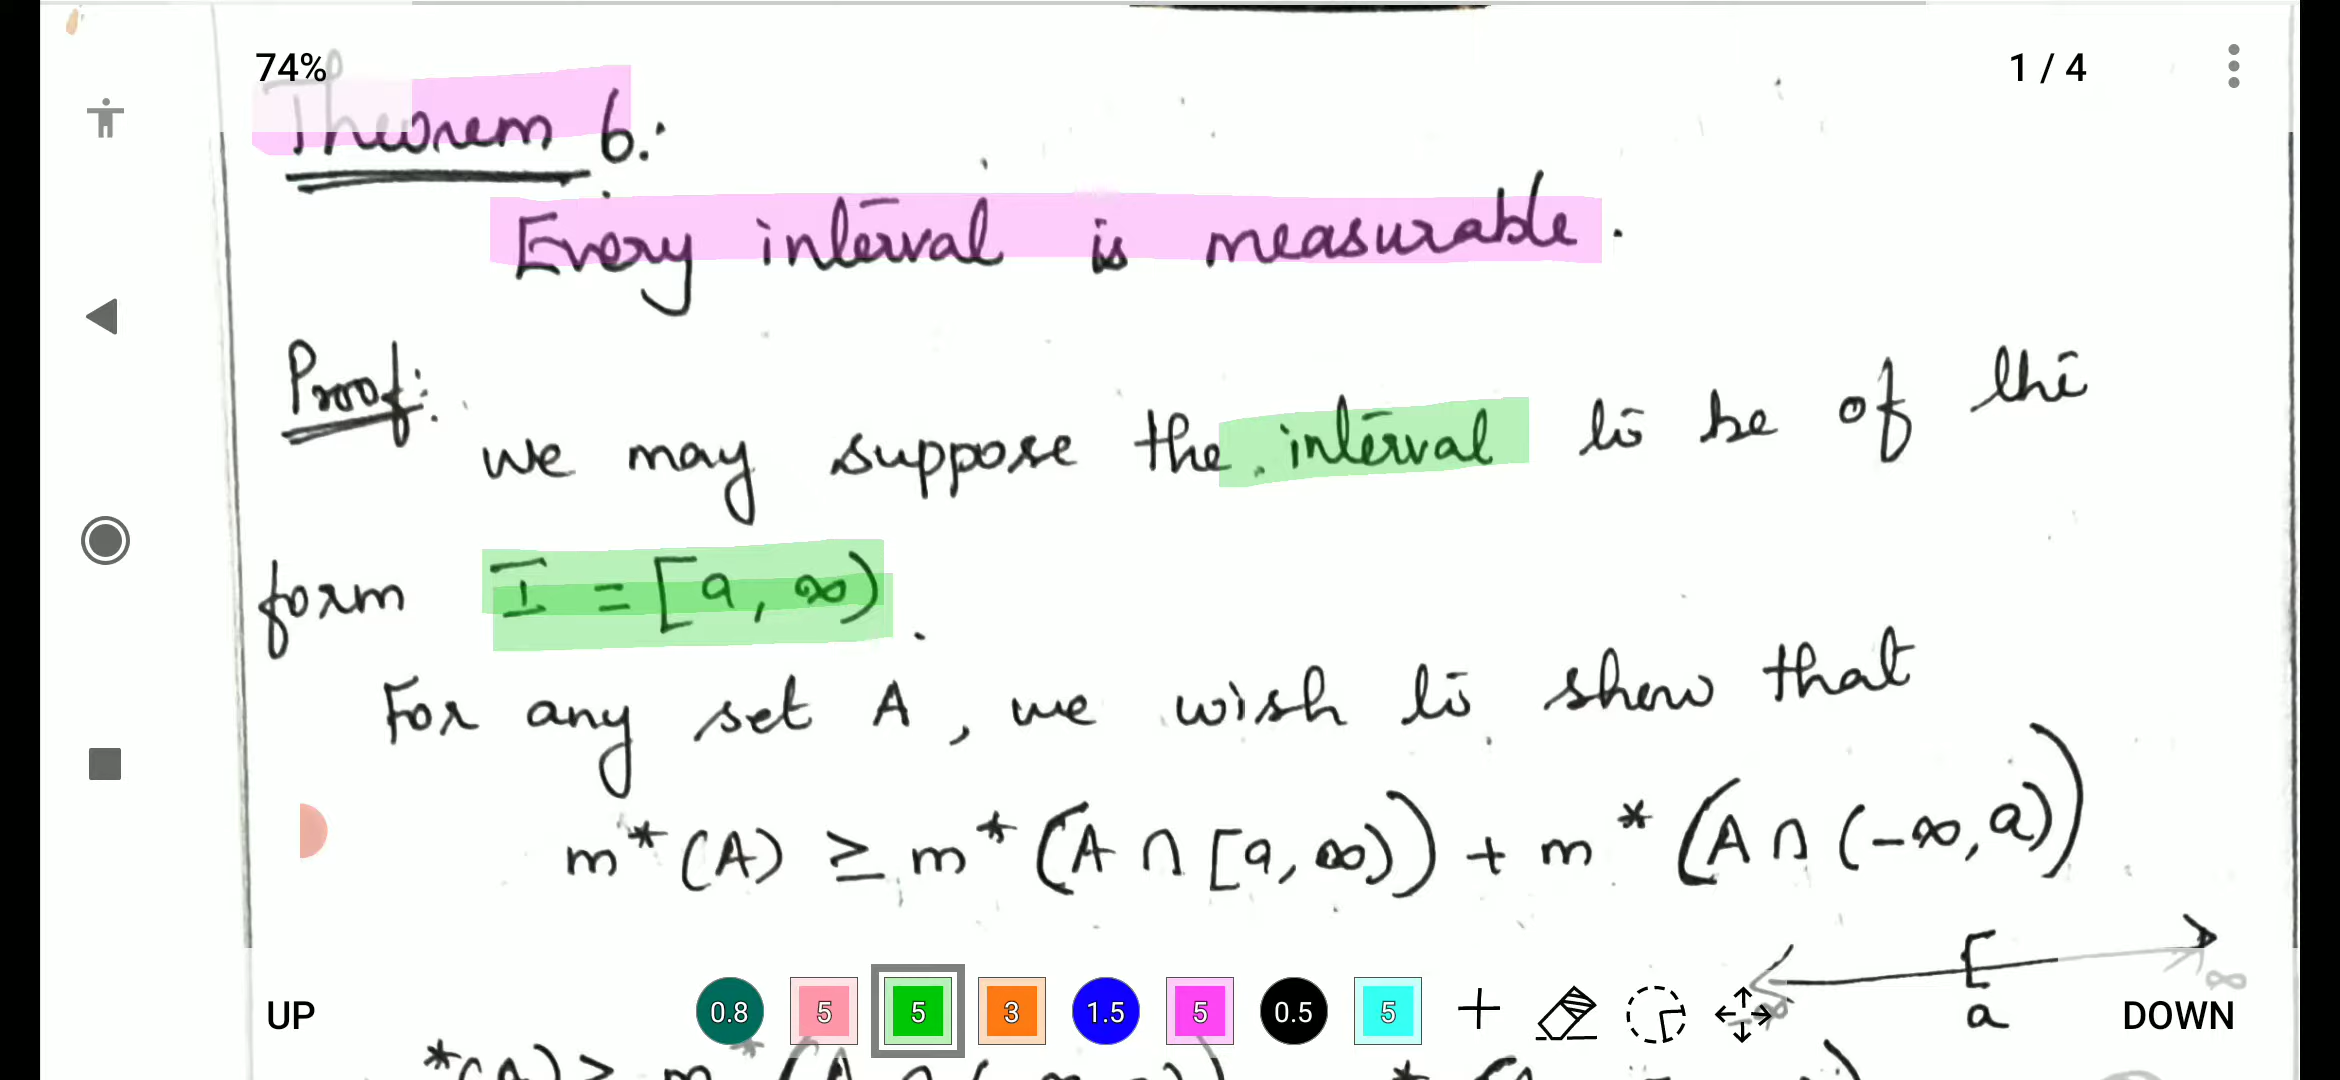 74%
1 / 4
Theorem 6:
Every interval is measurable.
Proof:
we may suppose the interval to be of the
form I = [a, ∞).
For any set A, we wish to show that
m*(A) ≥ m*(A ∩ [a, ∞)) + m*(A ∩ (-∞, a))
-∞ [ a ∞
UP 0.8 5 5 3 1.5 5 0.5 5 DOWN